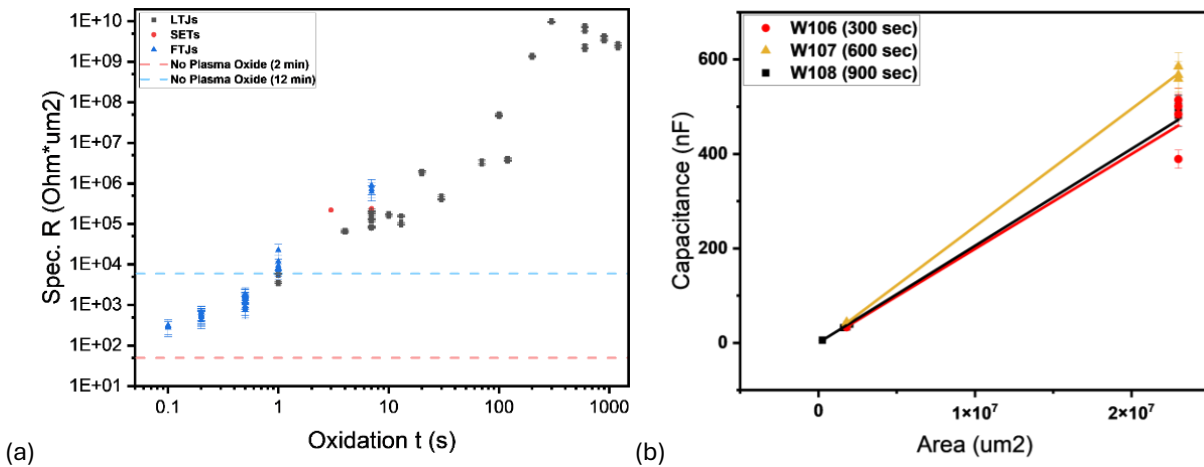 1E+10
1E+09
1E+08
1E+07
1E+06
1E+05
1E+04
1E+03
1E+02
1E+01
Spec. R (Ohm*um2)
LTJs
SETs
FTJs
No Plasma Oxide (2 min)
No Plasma Oxide (12 min)
0.1 1 10 100 1000
Oxidation t (s)
(a)
600
400
200
0
Capacitance (nF)
W106 (300 sec)
W107 (600 sec)
W108 (900 sec)
0 1×10⁷ 2×10⁷
Area (um2)
(b)